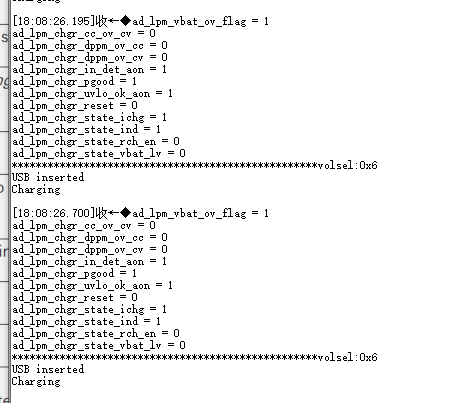 Charging
[18:08:26.195]收←◆ad_lpm_vbat_ov_flag = 1
ad_lpm_chgr_cc_ov_cv = 0
ad_lpm_chgr_dppm_ov_cc = 0
ad_lpm_chgr_dppm_ov_cv = 0
ad_lpm_chgr_in_det_aon = 1
ad_lpm_chgr_pgood = 1
ad_lpm_chgr_uvlo_ok_aon = 1
ad_lpm_chgr_reset = 0
ad_lpm_chgr_state_ichg = 1
ad_lpm_chgr_state_ind = 1
ad_lpm_chgr_state_rch_en = 0
ad_lpm_chgr_state_vbat_lv = 0
***************************************************volsel:0x6
USB inserted
Charging
[18:08:26.700]收←◆ad_lpm_vbat_ov_flag = 1
ad_lpm_chgr_cc_ov_cv = 0
ad_lpm_chgr_dppm_ov_cc = 0
ad_lpm_chgr_dppm_ov_cv = 0
ad_lpm_chgr_in_det_aon = 1
ad_lpm_chgr_pgood = 1
ad_lpm_chgr_uvlo_ok_aon = 1
ad_lpm_chgr_reset = 0
ad_lpm_chgr_state_ichg = 1
ad_lpm_chgr_state_ind = 1
ad_lpm_chgr_state_rch_en = 0
ad_lpm_chgr_state_vbat_lv = 0
***************************************************volsel:0x6
USB inserted
Charging